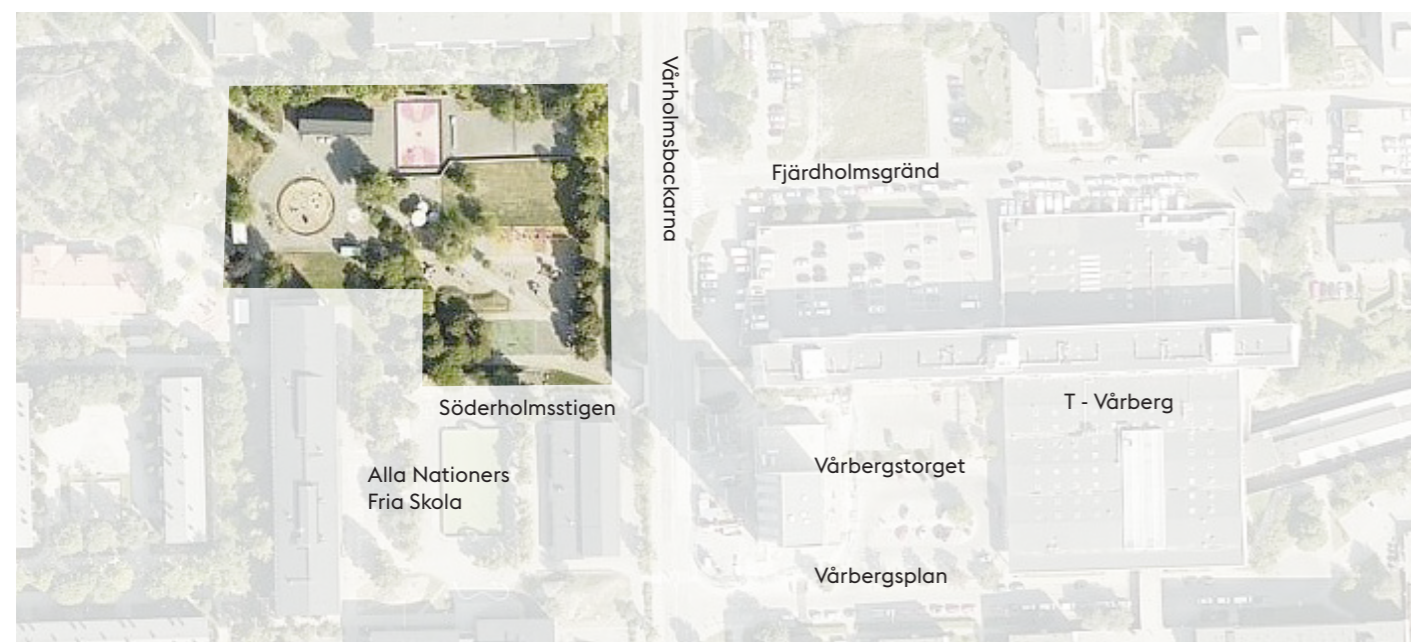 Vårholmsbackarna
Fjärdholmsgränd
T - Vårberg
Söderholmsstigen
Vårbergstorget
Alla Nationers
Fria Skola
Vårbergsplan